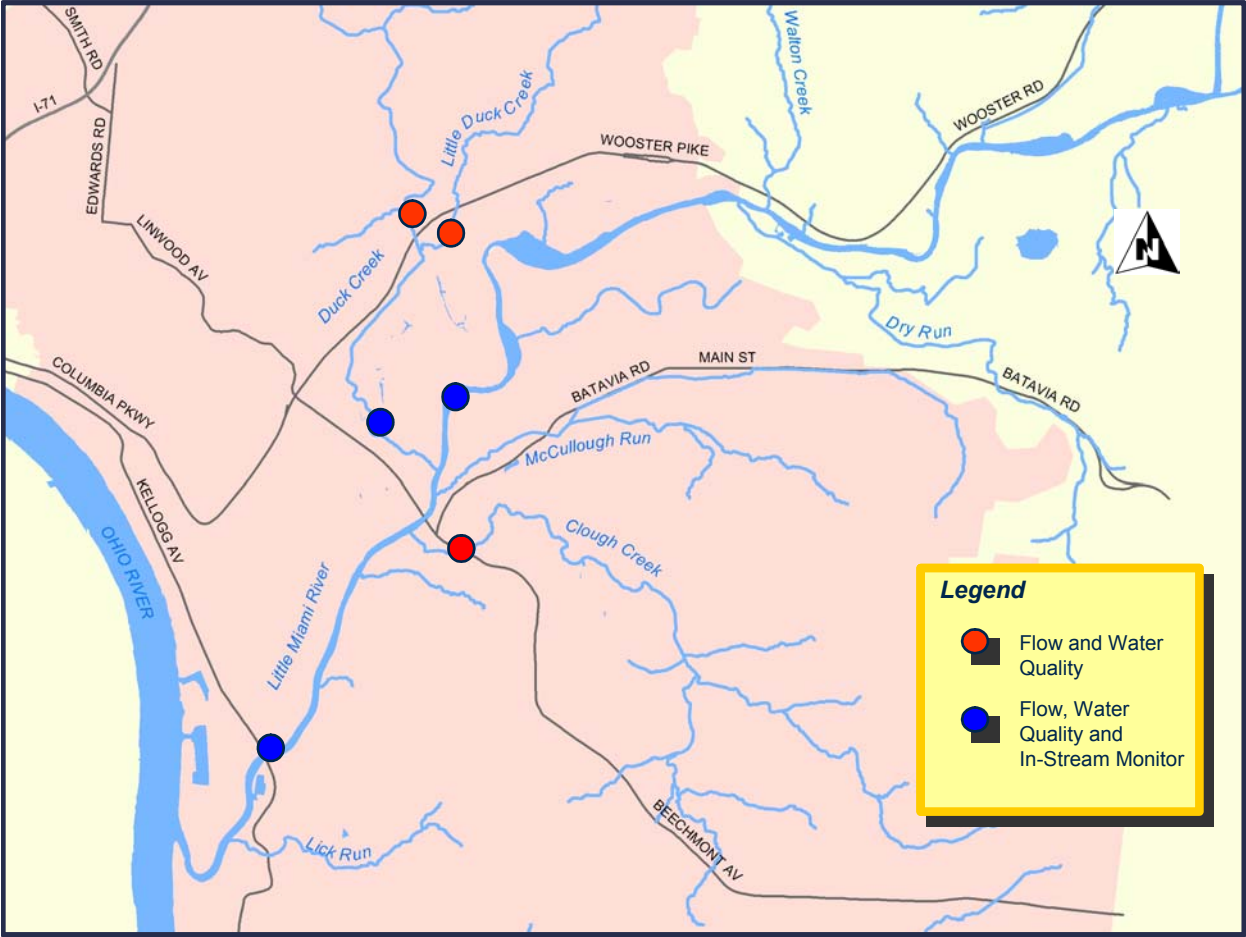 SMITH RD
I-71
EDWARDS RD
LINWOOD AV
Little Duck Creek
Walton Creek
WOOSTER RD
WOOSTER PIKE
N
Duck Creek
Dry Run
COLUMBIA PKWY
MAIN ST
BATAVIA RD
BATAVIA RD
McCullough Run
KELLOGG AV
OHIO RIVER
Clough Creek
Little Miami River
Lick Run
BEECHMONT AV
Legend
Flow and Water
Quality
Flow, Water
Quality and
In-Stream Monitor